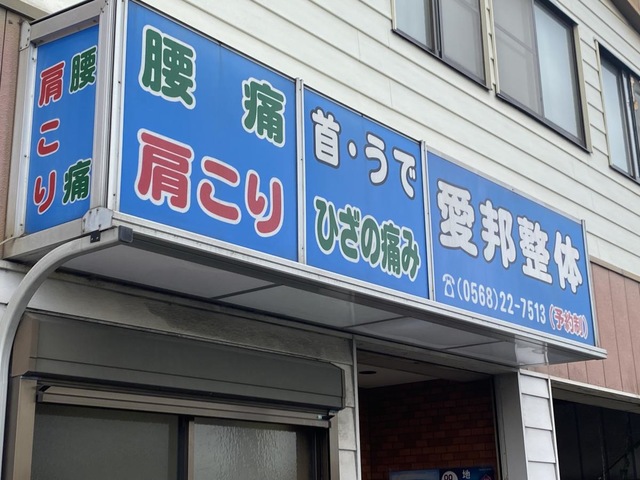 腰痛
肩こり
腰痛
肩こり
首・うで
ひざの痛み
愛邦整体
☎(0568)22-7513(予約制)